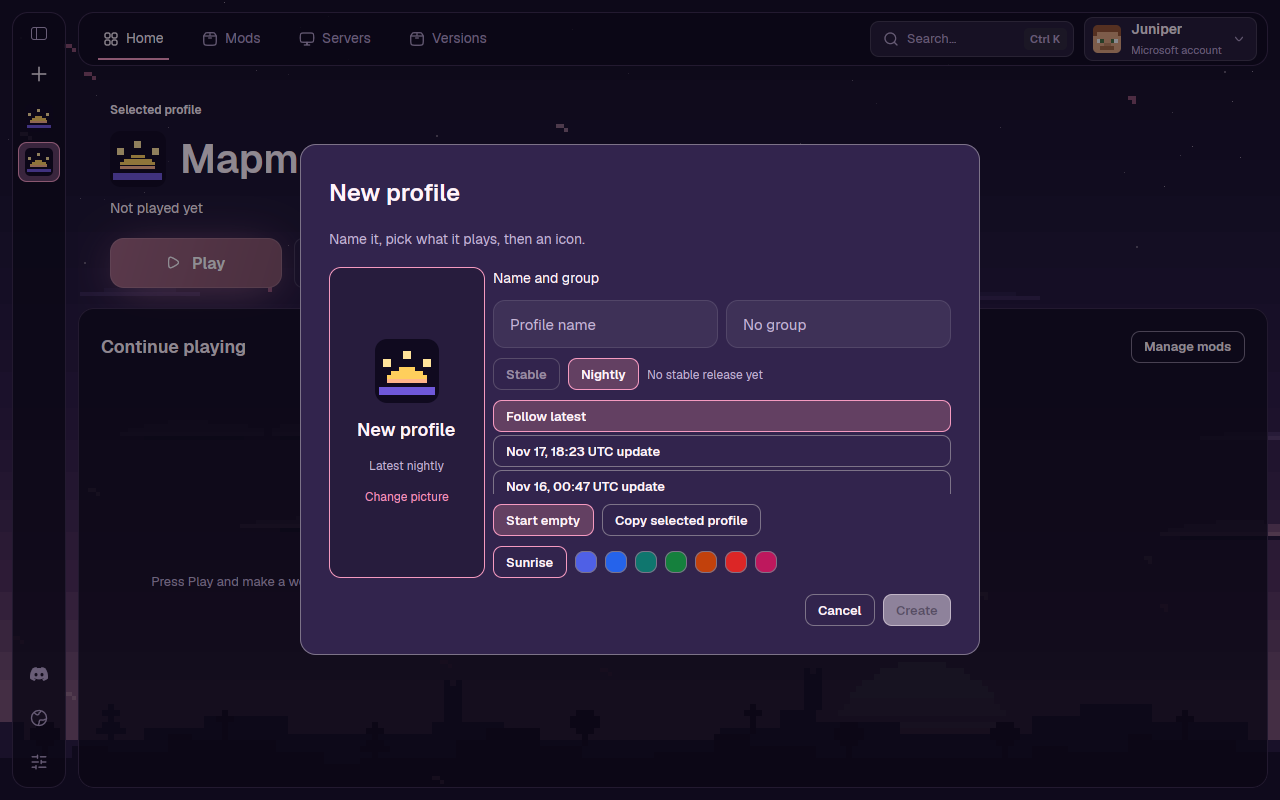 Home
Mods
Servers
Versions
Search...
Ctrl K
Juniper
Microsoft account
Selected profile
Mapm
Not played yet
Play
Continue playing
Manage mods
Press Play and make a we
New profile
Name it, pick what it plays, then an icon.
New profile
Latest nightly
Change picture
Name and group
Profile name
No group
Stable
Nightly
No stable release yet
Follow latest
Nov 17, 18:23 UTC update
Nov 16, 00:47 UTC update
Start empty
Copy selected profile
Sunrise
Cancel
Create